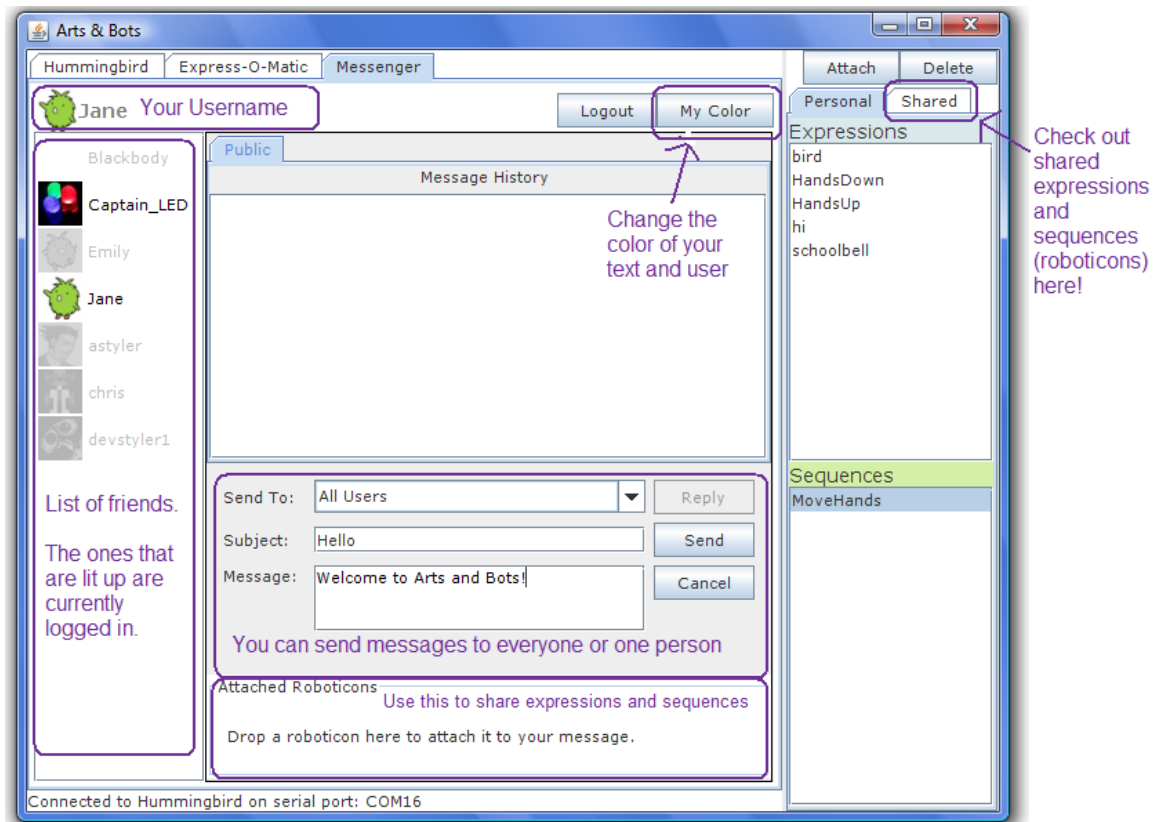 Arts & Bots
Hummingbird
Express-O-Matic
Messenger
Attach
Delete
Jane
Your Username
Logout
My Color
Personal
Shared
Blackbody
Captain_LED
Emily
Jane
astyler
chris
devstyler1
List of friends.
The ones that
are lit up are
currently
logged in.
Public
Message History
Change the
color of your
text and user
Expressions
bird
HandsDown
HandsUp
hi
schoolbell
Check out
shared
expressions
and
sequences
(roboticons)
here!
Send To:
All Users
Reply
Subject:
Hello
Send
Message:
Welcome to Arts and Bots!
Cancel
You can send messages to everyone or one person
Sequences
MoveHands
Attached Roboticons
Use this to share expressions and sequences
Drop a roboticon here to attach it to your message.
Connected to Hummingbird on serial port: COM16